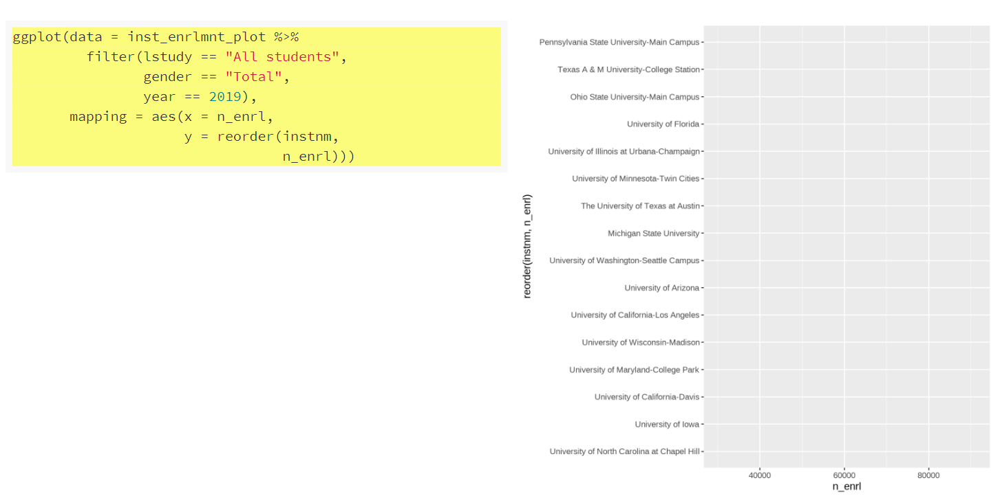 ggplot(data = inst_enrlmnt_plot %>%
         filter(lstudy == "All students",
                gender == "Total",
                year == 2019),
       mapping = aes(x = n_enrl,
                     y = reorder(instnm,
                                 n_enrl)))
reorder(instnm, n_enrl)
Pennsylvania State University-Main Campus
Texas A & M University-College Station
Ohio State University-Main Campus
University of Florida
University of Illinois at Urbana-Champaign
University of Minnesota-Twin Cities
The University of Texas at Austin
Michigan State University
University of Washington-Seattle Campus
University of Arizona
University of California-Los Angeles
University of Wisconsin-Madison
University of Maryland-College Park
University of California-Davis
University of Iowa
University of North Carolina at Chapel Hill
40000 60000 80000
n_enrl